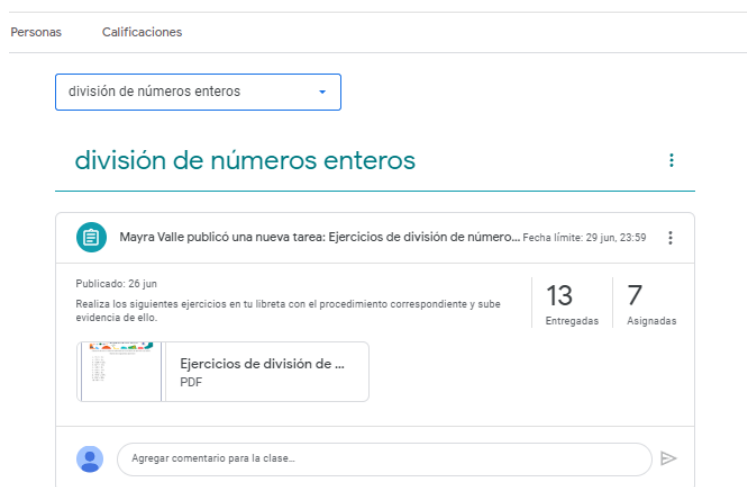 Personas Calificaciones
división de números enteros
división de números enteros
Mayra Valle publicó una nueva tarea: Ejercicios de división de número... Fecha límite: 29 jun, 23:59
Publicado: 26 jun
Realiza los siguientes ejercicios en tu libreta con el procedimiento correspondiente y sube
evidencia de ello.
13 7
Entregadas Asignadas
Ejercicios de división de ...
PDF
Agregar comentario para la clase...